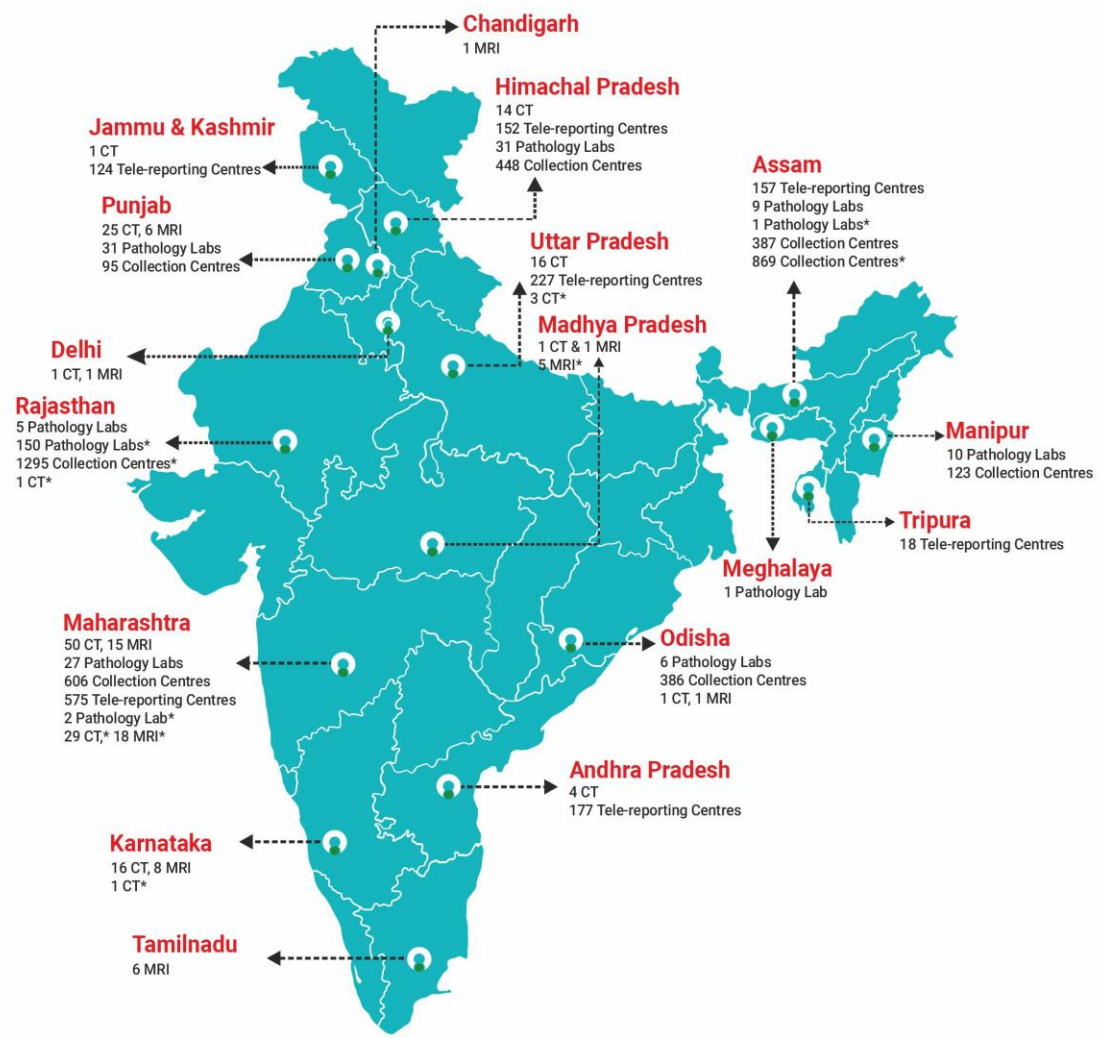 Chandigarh
1 MRI
Himachal Pradesh
14 CT
152 Tele-reporting Centres
31 Pathology Labs
448 Collection Centres
Jammu & Kashmir
1 CT
124 Tele-reporting Centres
Assam
157 Tele-reporting Centres
9 Pathology Labs
1 Pathology Labs*
387 Collection Centres
869 Collection Centres*
Punjab
25 CT, 6 MRI
31 Pathology Labs
95 Collection Centres
Uttar Pradesh
16 CT
227 Tele-reporting Centres
3 CT*
Madhya Pradesh
1 CT & 1 MRI
5 MRI*
Delhi
1 CT, 1 MRI
Rajasthan
5 Pathology Labs
150 Pathology Labs*
1295 Collection Centres*
1 CT*
Manipur
10 Pathology Labs
123 Collection Centres
Tripura
18 Tele-reporting Centres
Meghalaya
1 Pathology Lab
Maharashtra
50 CT, 15 MRI
27 Pathology Labs
606 Collection Centres
575 Tele-reporting Centres
2 Pathology Lab*
29 CT,* 18 MRI*
Odisha
6 Pathology Labs
386 Collection Centres
1 CT, 1 MRI
Andhra Pradesh
4 CT
177 Tele-reporting Centres
Karnataka
16 CT, 8 MRI
1 CT*
Tamilnadu
6 MRI